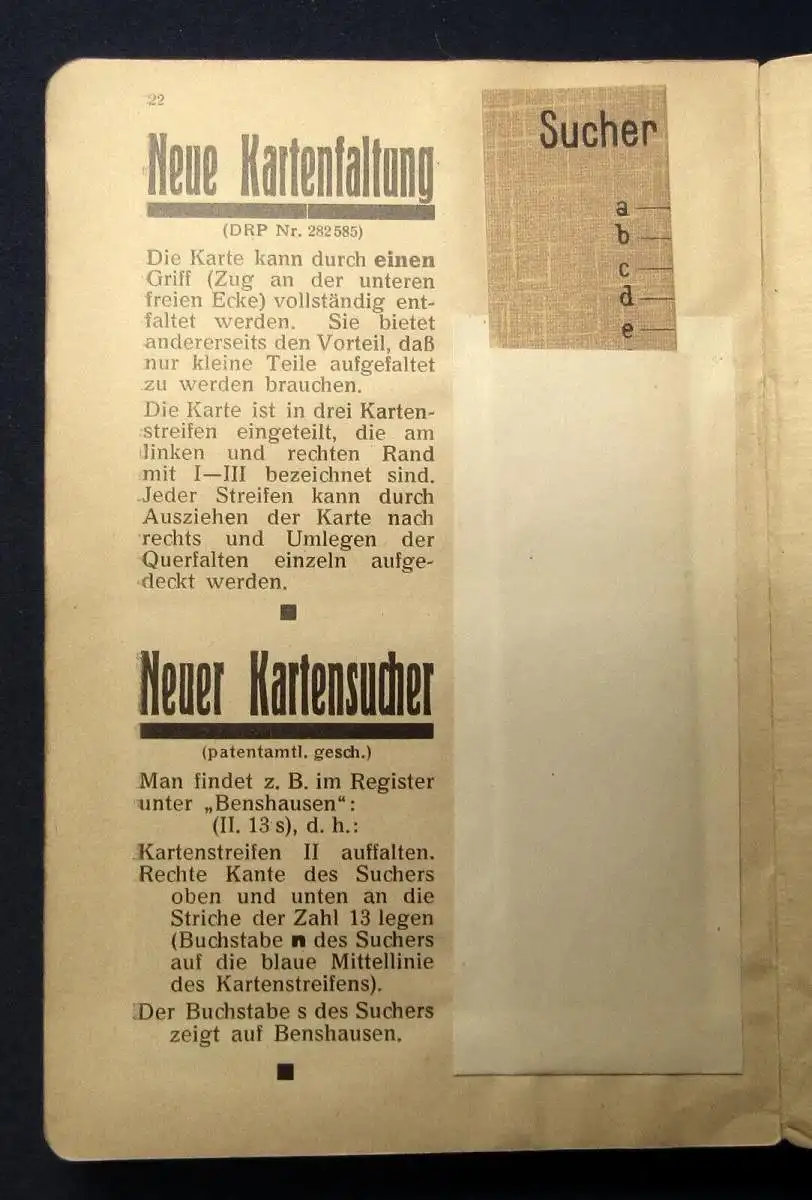 22
Neue Kartenfaltung
(DRP Nr. 282585)
Die Karte kann durch einen
Griff (Zug an der unteren
freien Ecke) vollständig ent-
faltet werden. Sie bietet
andererseits den Vorteil, daß
nur kleine Teile aufgefaltet
zu werden brauchen.
Die Karte ist in drei Karten-
streifen eingeteilt, die am
linken und rechten Rand
mit I—III bezeichnet sind.
Jeder Streifen kann durch
Ausziehen der Karte nach
rechts und Umlegen der
Querfalten einzeln aufge-
deckt werden.
Neuer Kartensucher
(patentamtl. gesch.)
Man findet z. B. im Register
unter „Benshausen“:
(II. 13 s), d. h.:
Kartenstreifen II auffalten.
Rechte Kante des Suchers
oben und unten an die
Striche der Zahl 13 legen
(Buchstabe n des Suchers
auf die blaue Mittellinie
des Kartenstreifens).
Der Buchstabe s des Suchers
zeigt auf Benshausen.
Sucher
a
b
c
d
e